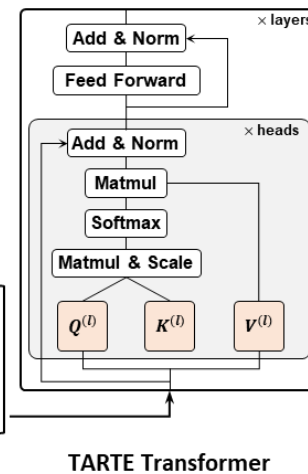 × layers
Add & Norm
Feed Forward
× heads
Add & Norm
Matmul
Softmax
Matmul & Scale
Q^(l) K^(l) V^(l)
TARTE Transformer